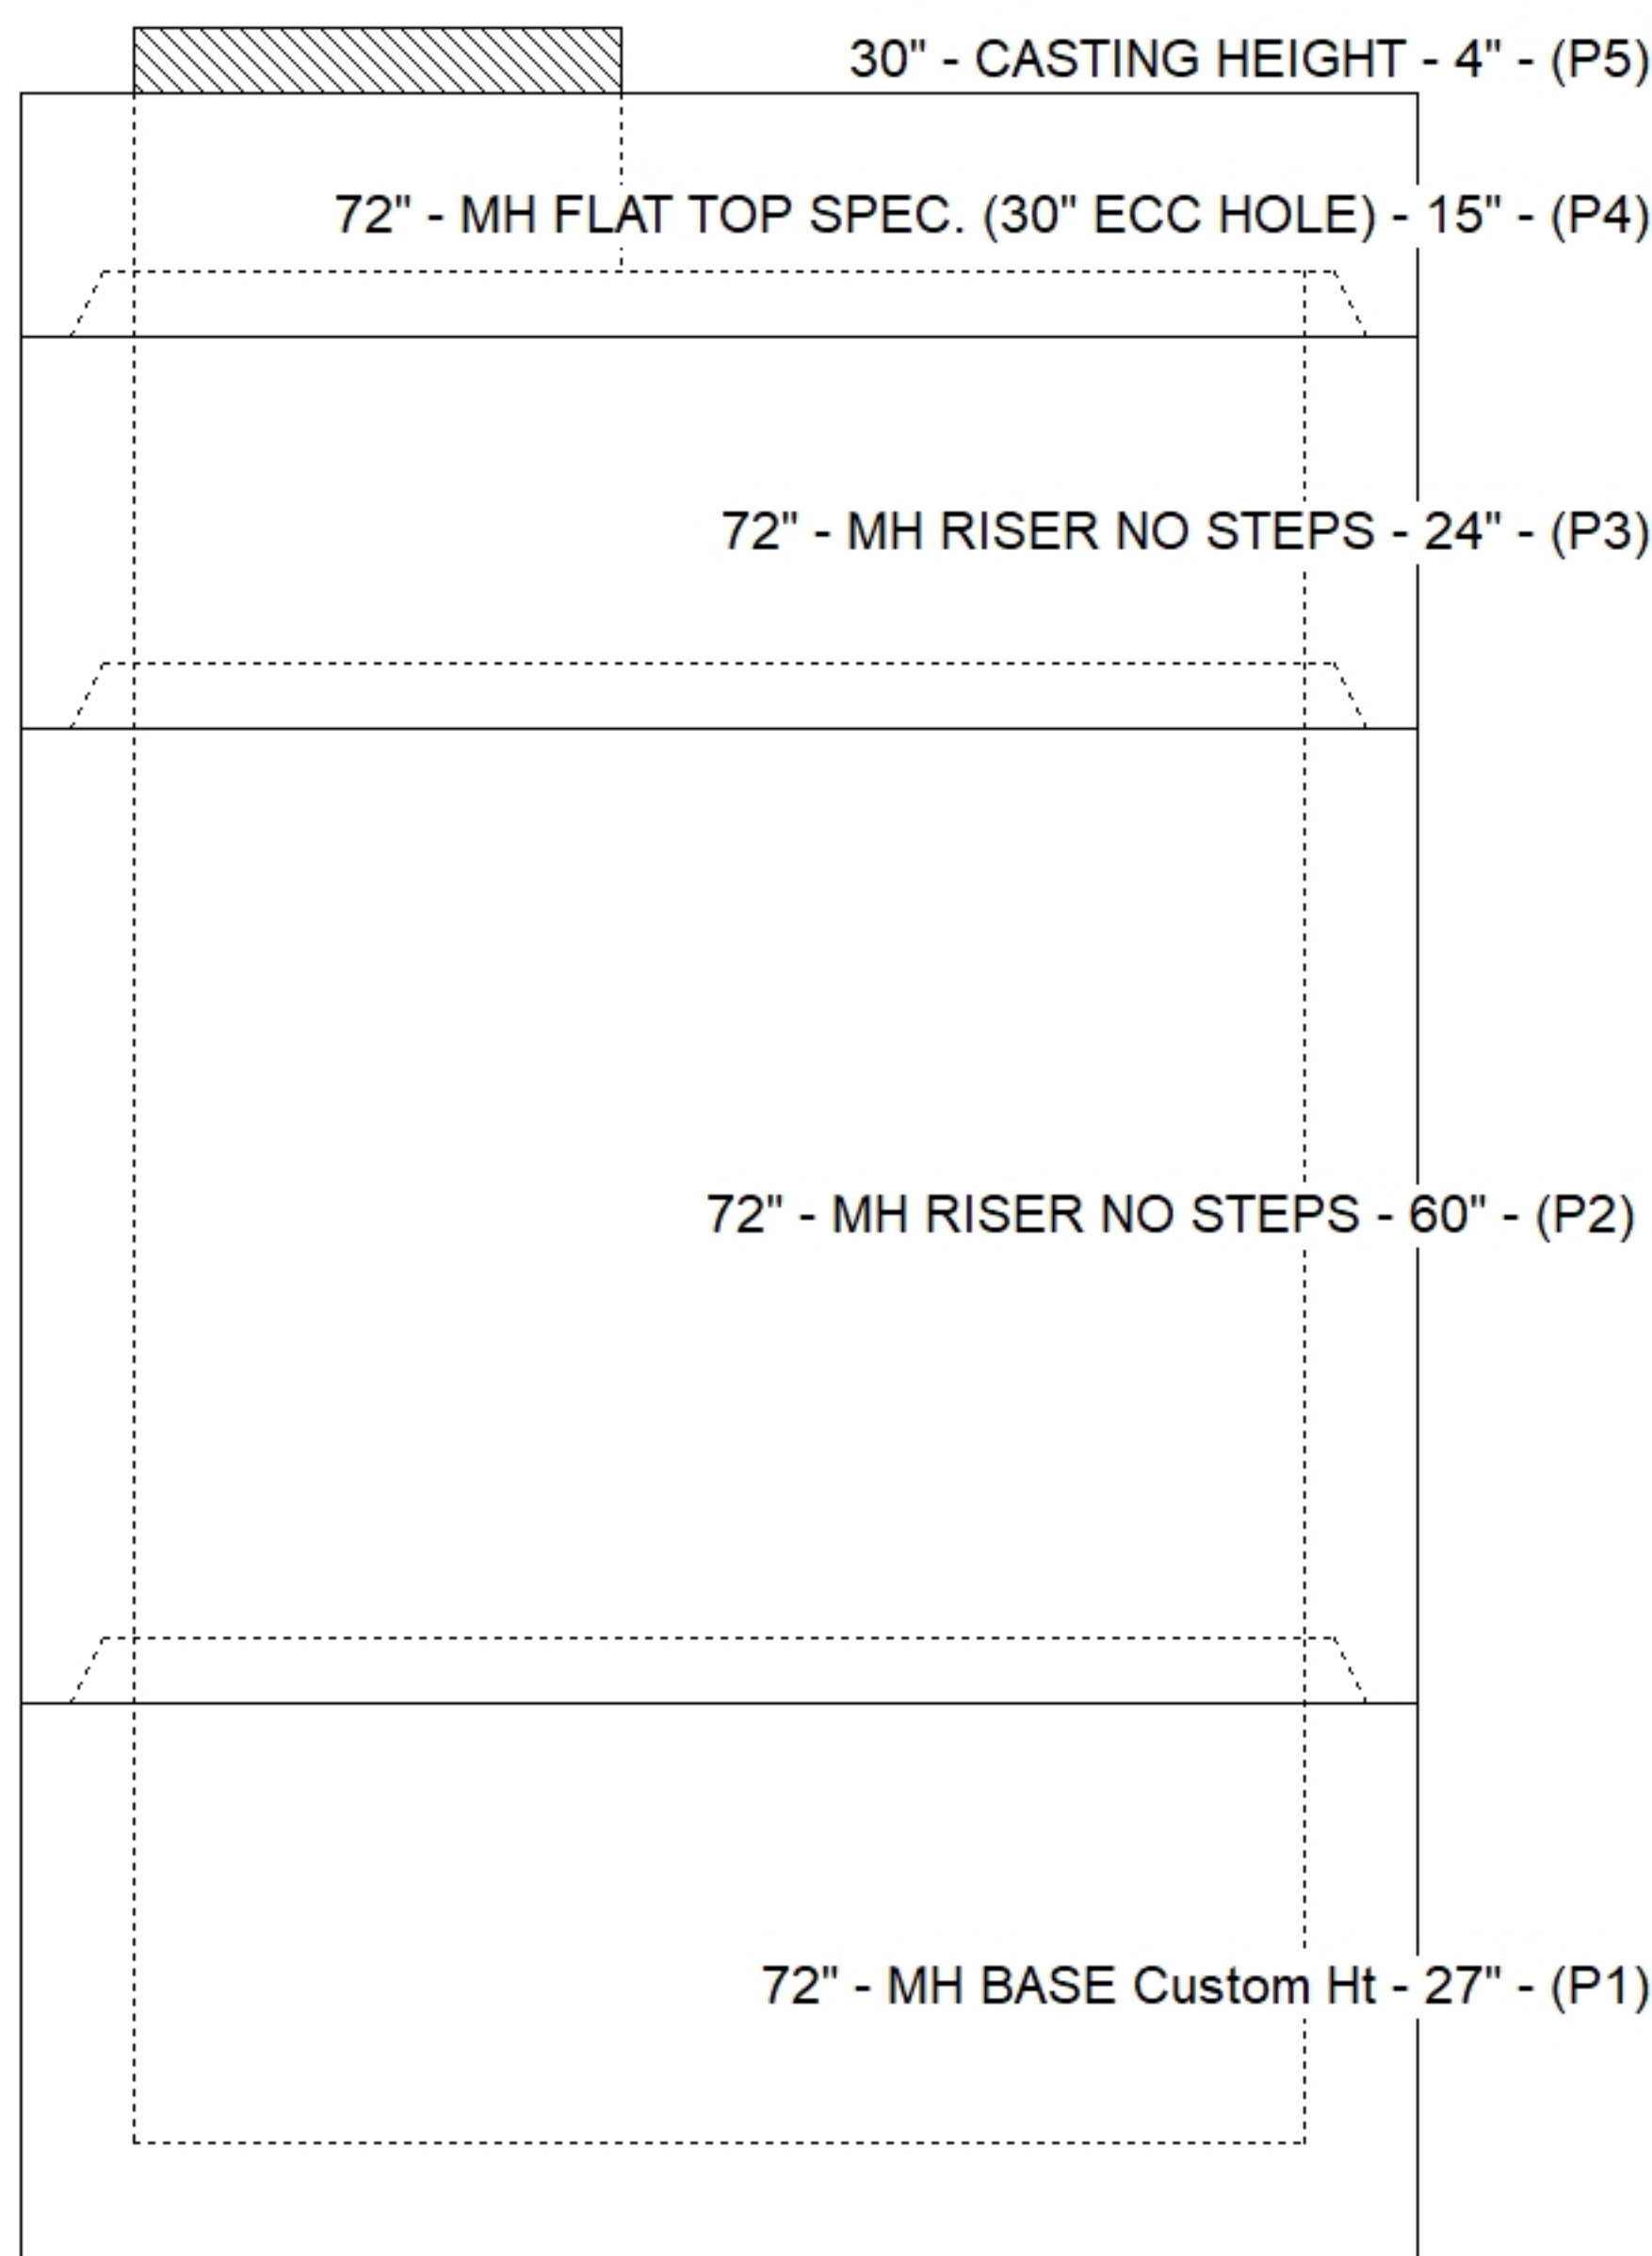 30" - CASTING HEIGHT - 4" - (P5)
72" - MH FLAT TOP SPEC. (30" ECC HOLE) - 15" - (P4)
72" - MH RISER NO STEPS - 24" - (P3)
72" - MH RISER NO STEPS - 60" - (P2)
72" - MH BASE Custom Ht - 27" - (P1)